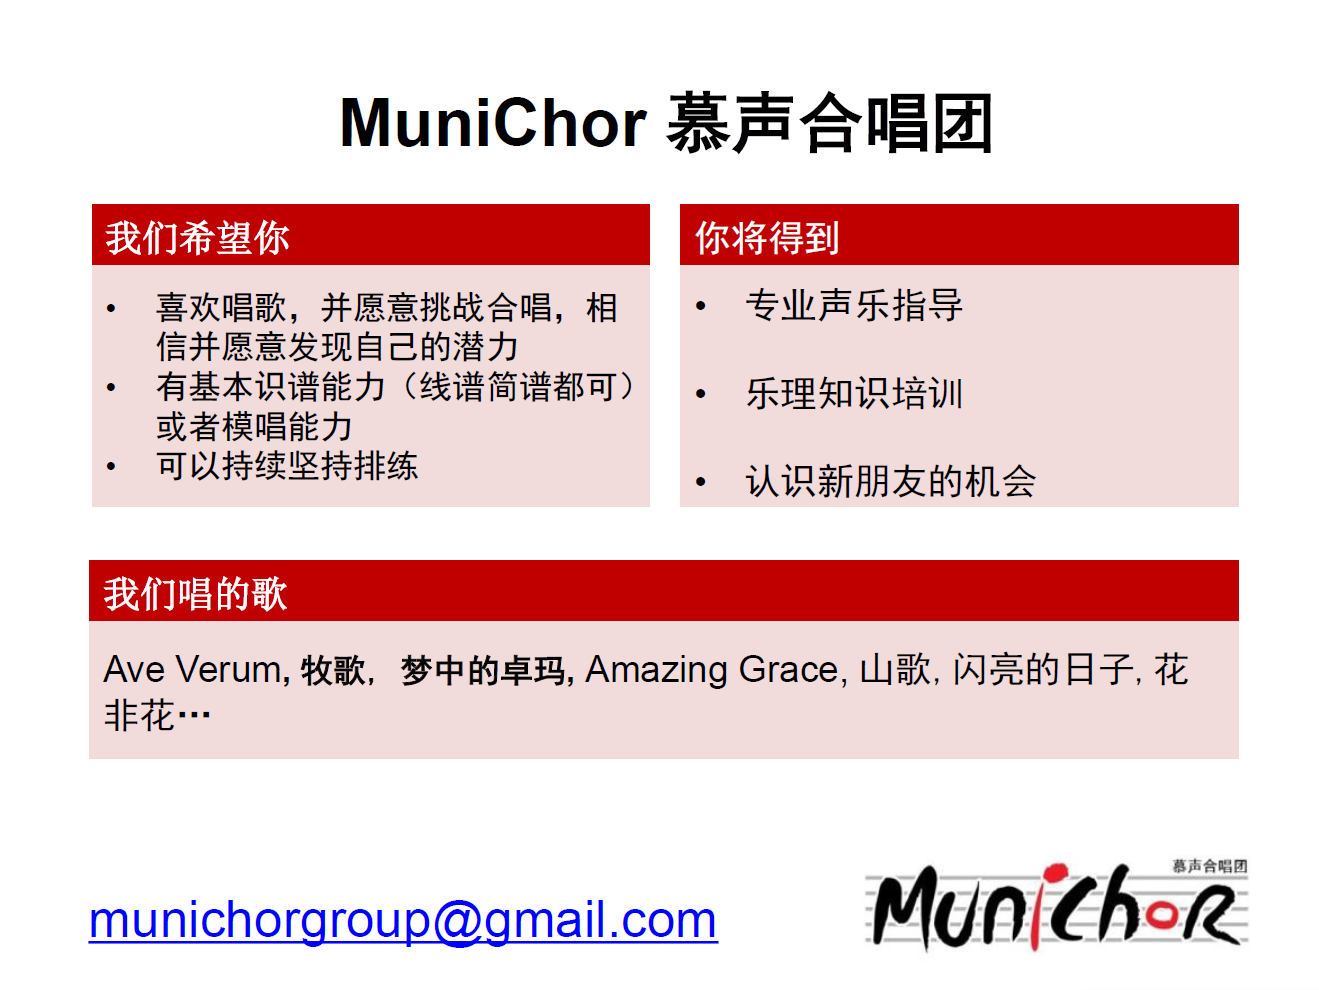 MuniChor 慕声合唱团
我们希望你
• 喜欢唱歌，并愿意挑战合唱，相
信并愿意发现自己的潜力
• 有基本识谱能力（线谱简谱都可）
或者模唱能力
• 可以持续坚持排练
你将得到
• 专业声乐指导
• 乐理知识培训
• 认识新朋友的机会
我们唱的歌
Ave Verum, 牧歌， 梦中的卓玛, Amazing Grace, 山歌, 闪亮的日子, 花
非花…
munichorgroup@gmail.com
慕声合唱团
MuniChoR